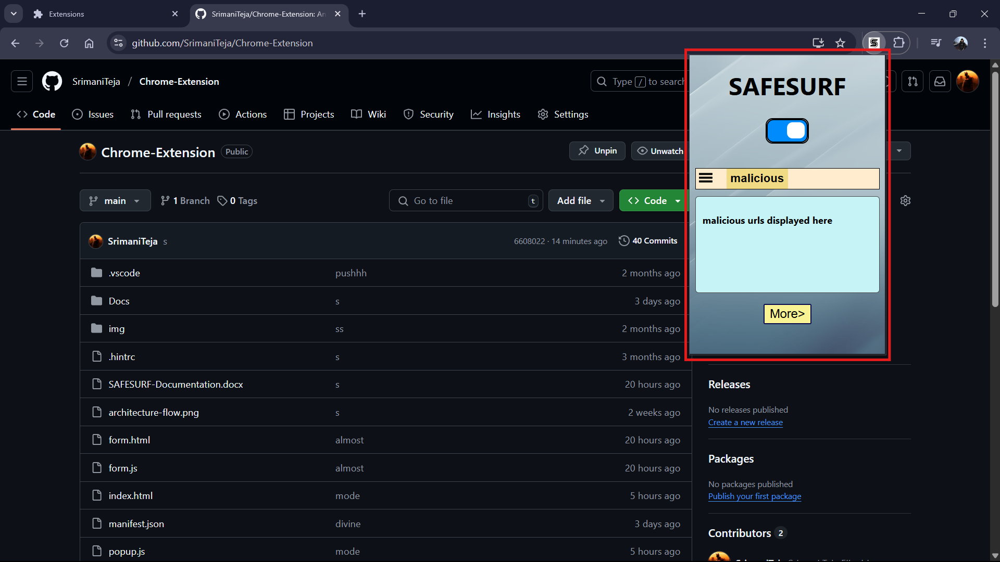 Extensions
SrimaniTeja/Chrome-Extension: An
github.com/SrimaniTeja/Chrome-Extension
S
SrimaniTeja / Chrome-Extension
Type / to search
Code Issues Pull requests Actions Projects Wiki Security Insights Settings
Chrome-Extension Public
Unpin Unwatch
main 1 Branch 0 Tags
Go to file t
Add file
Code
SrimaniTeja s 6608022 · 14 minutes ago 40 Commits
.vscode pushhh 2 months ago
Docs s 3 days ago
img ss 2 months ago
.hintrc s 3 months ago
SAFESURF-Documentation.docx s 20 hours ago
architecture-flow.png s 2 weeks ago
form.html almost 20 hours ago
form.js almost 20 hours ago
index.html mode 5 hours ago
manifest.json divine 3 days ago
popup.js mode 5 hours ago
SAFESURF
malicious
malicious urls displayed here
More>
Releases
No releases published
Create a new release
Packages
No packages published
Publish your first package
Contributors 2